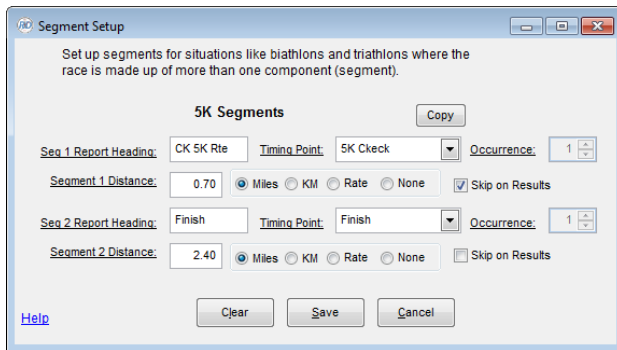 Segment Setup
Set up segments for situations like biathlons and triathlons where the
race is made up of more than one component (segment).
5K Segments Copy
Seg 1 Report Heading: CK 5K Rte Timing Point: 5K Ckeck Occurrence: 1
Segment 1 Distance: 0.70 Miles KM Rate None Skip on Results
Seg 2 Report Heading: Finish Timing Point: Finish Occurrence: 1
Segment 2 Distance: 2.40 Miles KM Rate None Skip on Results
Help Clear Save Cancel